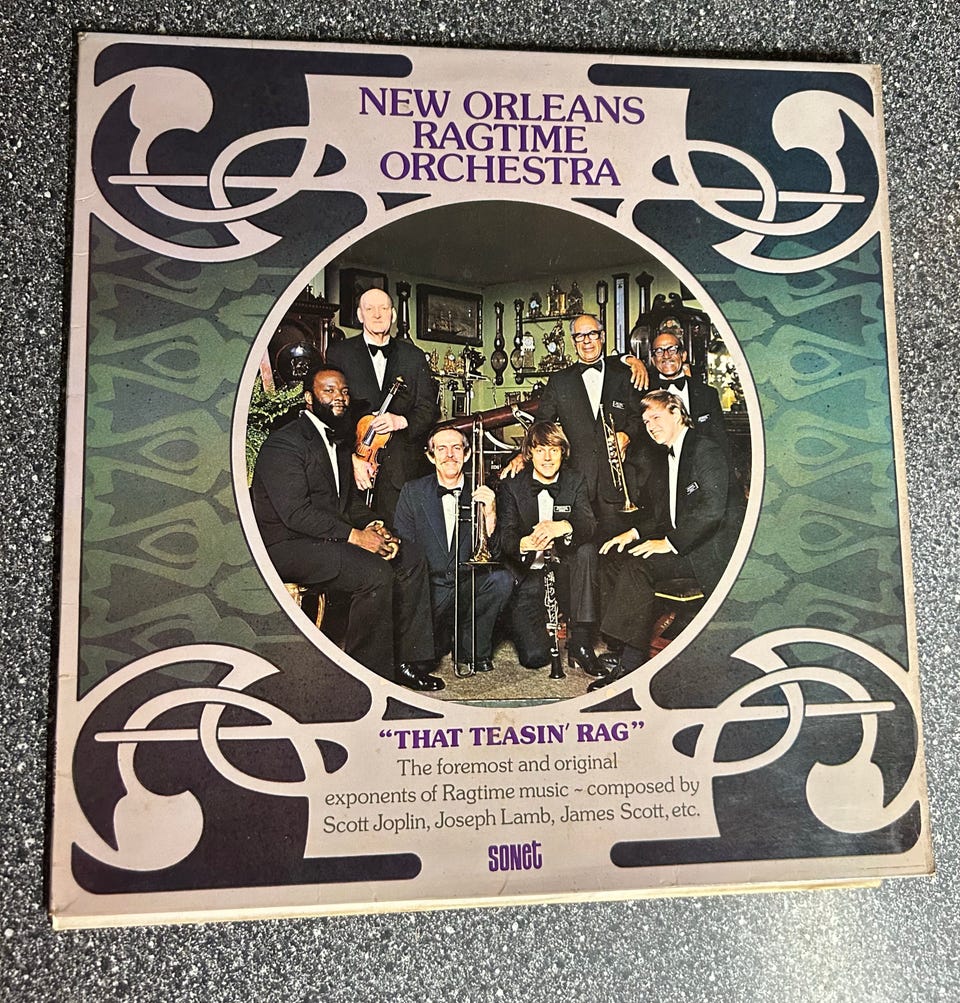 NEW ORLEANS
RAGTIME
ORCHESTRA
“THAT TEASIN’ RAG”
The foremost and original
exponents of Ragtime music ~ composed by
Scott Joplin, Joseph Lamb, James Scott, etc.
SONet